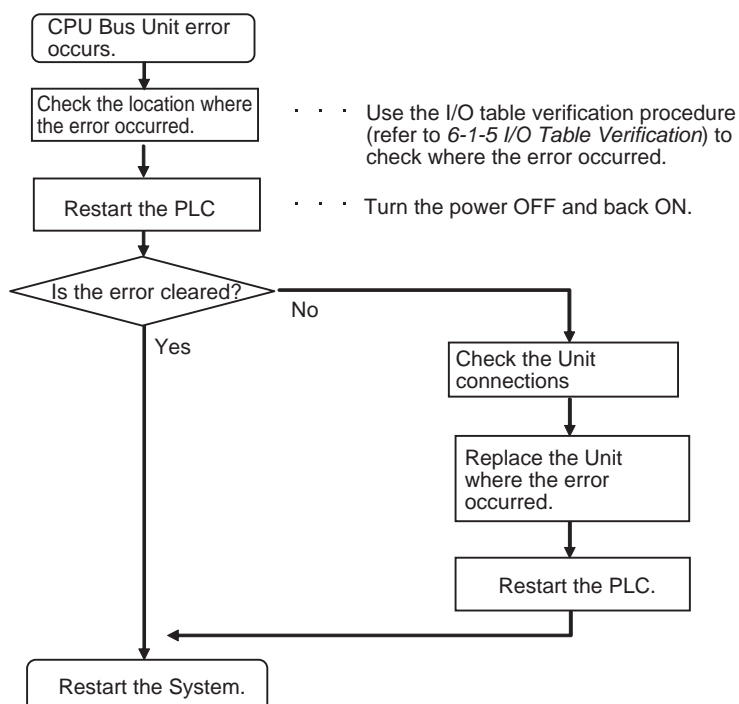 CPU Bus Unit error
occurs.
Check the location where
the error occurred.
· · · Use the I/O table verification procedure
(refer to 6-1-5 I/O Table Verification) to
check where the error occurred.
Restart the PLC
· · · Turn the power OFF and back ON.
Is the error cleared?
No
Yes
Check the Unit
connections
Replace the Unit
where the error
occurred.
Restart the PLC.
Restart the System.